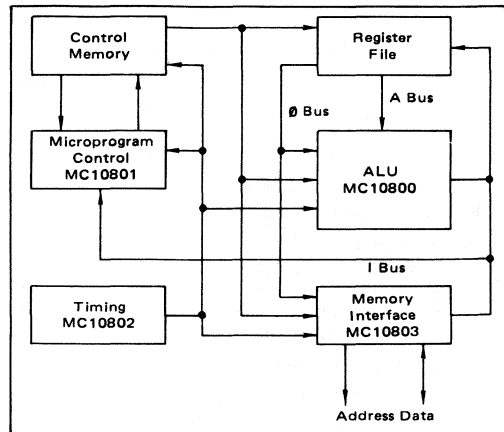 Control
Memory
Register
File
A Bus
Ø Bus
Microprogram
Control
MC10801
ALU
MC10800
I Bus
Timing
MC10802
Memory
Interface
MC10803
Address Data